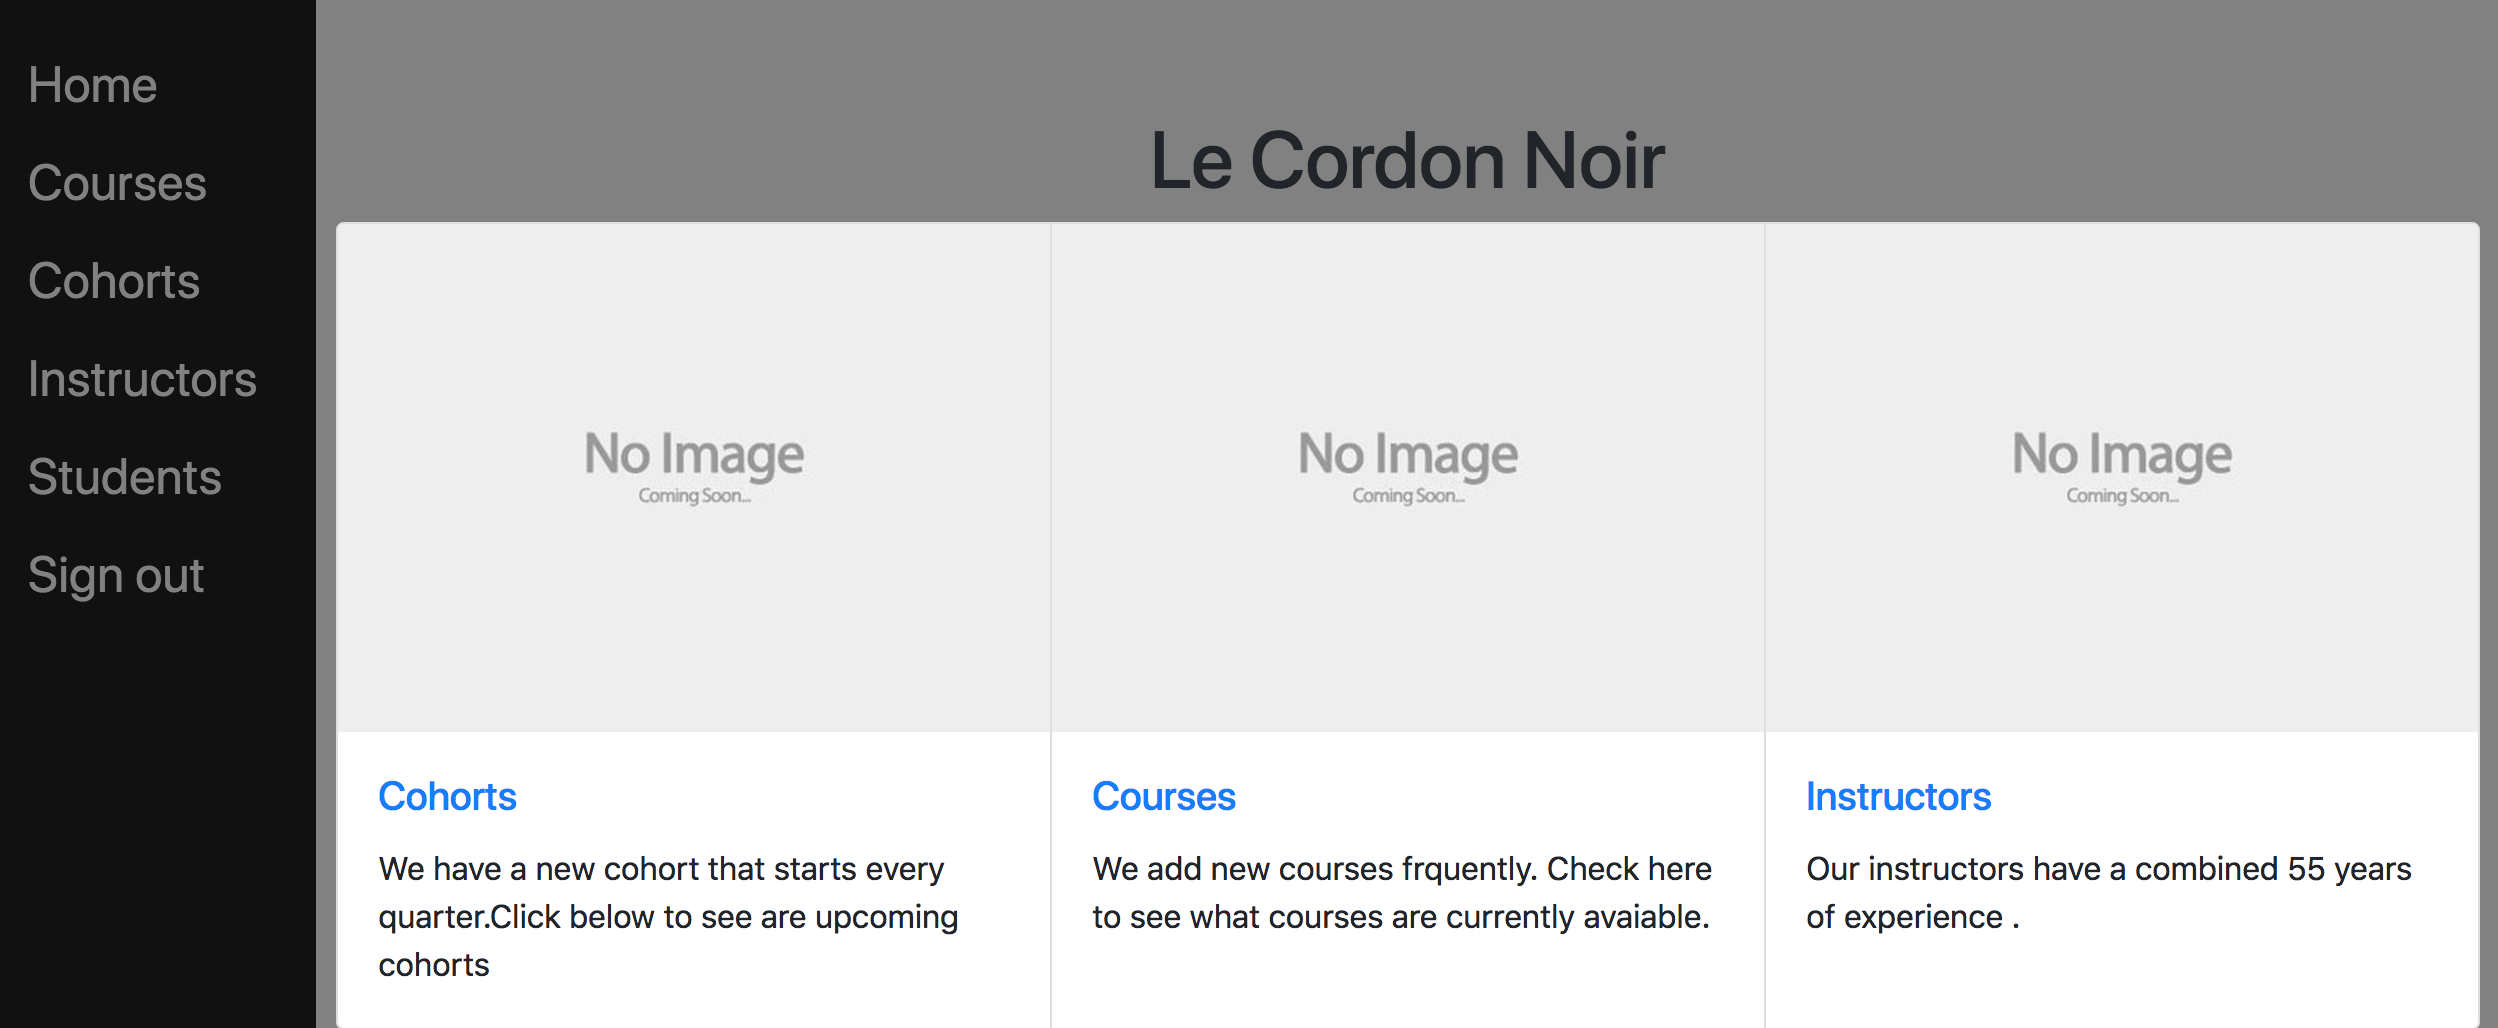 Home
Courses
Cohorts
Instructors
Students
Sign out
Le Cordon Noir
No Image
Coming Soon...
No Image
Coming Soon...
No Image
Coming Soon...
Cohorts
We have a new cohort that starts every
quarter.Click below to see are upcoming
cohorts
Courses
We add new courses frquently. Check here
to see what courses are currently avaiable.
Instructors
Our instructors have a combined 55 years
of experience .